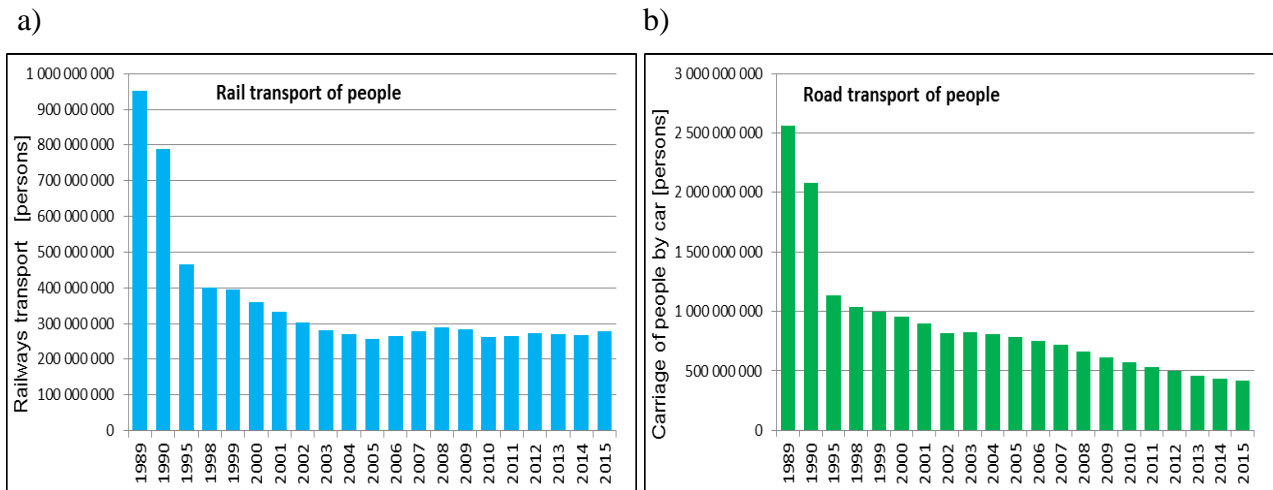 a)
b)
Rail transport of people
Railways transport [persons]
1 000 000 000
900 000 000
800 000 000
700 000 000
600 000 000
500 000 000
400 000 000
300 000 000
200 000 000
100 000 000
0
1989
1990
1995
1998
1999
2000
2001
2002
2003
2004
2005
2006
2007
2008
2009
2010
2011
2012
2013
2014
2015
Road transport of people
Carriage of people by car [persons]
3 000 000 000
2 500 000 000
2 000 000 000
1 500 000 000
1 000 000 000
500 000 000
0
1989
1990
1995
1998
1999
2000
2001
2002
2003
2004
2005
2006
2007
2008
2009
2010
2011
2012
2013
2014
2015